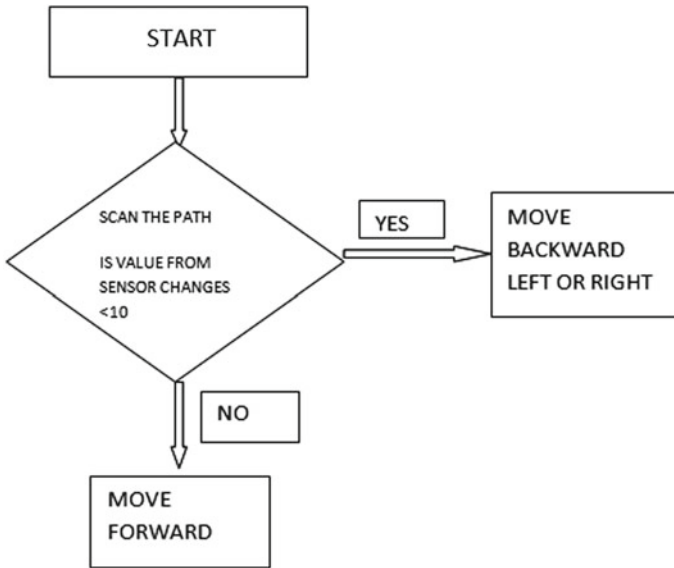 START
SCAN THE PATH
IS VALUE FROM
SENSOR CHANGES
<10
YES
MOVE
BACKWARD
LEFT OR RIGHT
NO
MOVE
FORWARD